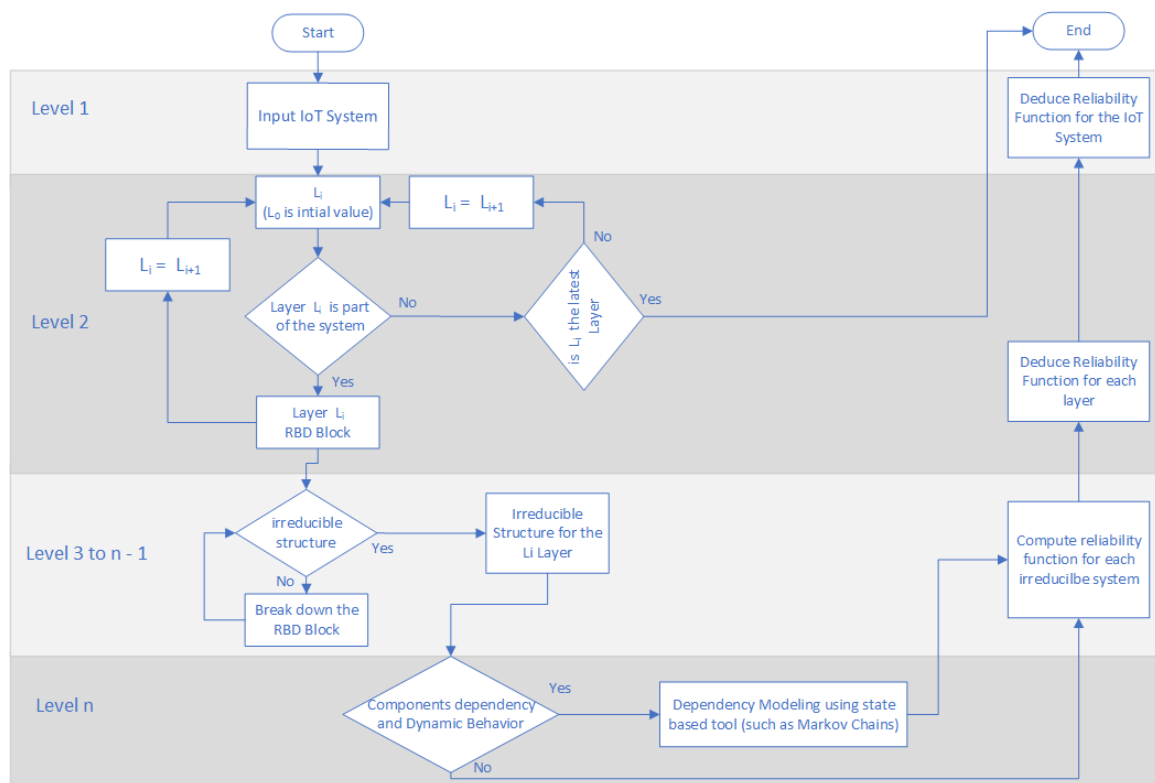 Start
End
Level 1
Input IoT System
Deduce Reliability
Function for the IoT
System
Level 2
Lᵢ
(L₀ is intial value)
Lᵢ = Lᵢ₊₁
No
Lᵢ = Lᵢ₊₁
Layer Lᵢ is part
of the system
No
is Lᵢ the latest
Layer
Yes
Yes
Layer Lᵢ
RBD Block
Deduce Reliability
Function for each
layer
Level 3 to n - 1
irreducible
structure
Yes
No
Break down the
RBD Block
Irreducible
Structure for the
Li Layer
Compute reliability
function for each
irreducilbe system
Level n
Components dependency
and Dynamic Behavior
Yes
No
Dependency Modeling using state
based tool (such as Markov Chains)